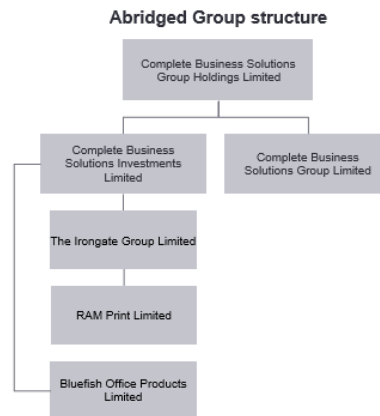 Abridged Group structure
Complete Business Solutions
Group Holdings Limited
Complete Business
Solutions Investments
Limited
Complete Business
Solutions Group Limited
The Irongate Group Limited
RAM Print Limited
Bluefish Office Products
Limited